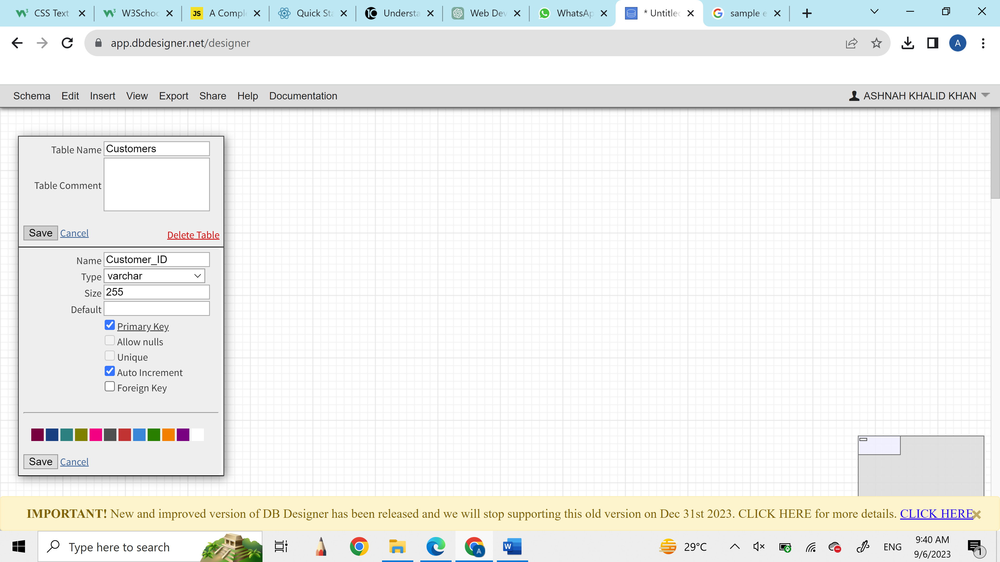 CSS Text
W3Schoo
JS
A Comple
Quick Sta
Understa
Web Dev
WhatsAp
* Untitled
sample e
app.dbdesigner.net/designer
A
Schema Edit Insert View Export Share Help Documentation
ASHNAH KHALID KHAN
Table Name Customers
Table Comment
Save Cancel Delete Table
Name Customer_ID
Type varchar
Size 255
Default
Primary Key
Allow nulls
Unique
Auto Increment
Foreign Key
Save Cancel
IMPORTANT! New and improved version of DB Designer has been released and we will stop supporting this old version on Dec 31st 2023. CLICK HERE for more details. CLICK HERE
Type here to search
A
W
29°C
ENG
9:40 AM
9/6/2023
1